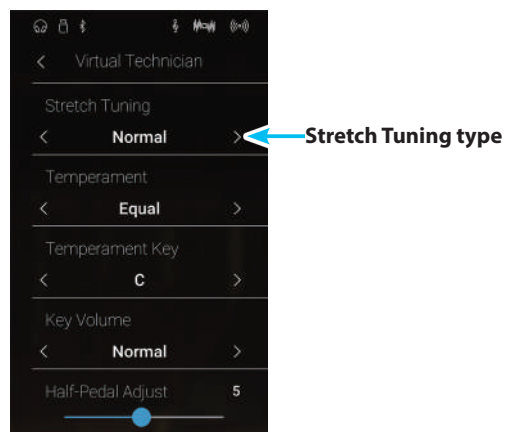 Virtual Technician
Stretch Tuning
Normal
Stretch Tuning type
Temperament
Equal
Temperament Key
C
Key Volume
Normal
Half-Pedal Adjust 5